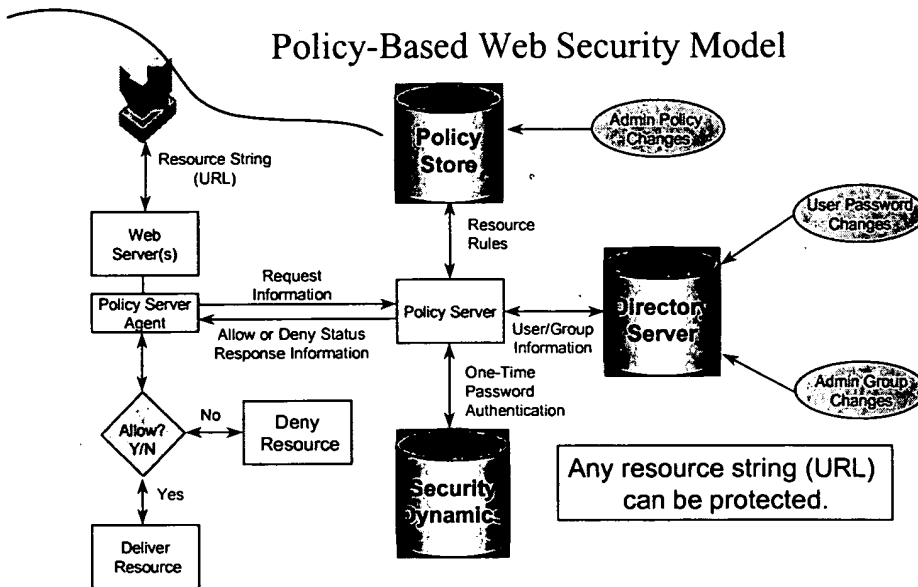 Policy-Based Web Security Model
Resource String
(URL)
Web
Server(s)
Policy Server
Agent
Request
Information
Allow or Deny Status
Response Information
Allow?
Y/N
No
Deny
Resource
Yes
Deliver
Resource
Policy
Store
Admin Policy
Changes
Resource
Rules
Policy Server
User/Group
Information
Directory
Server
User Password
Changes
Admin Group
Changes
One-Time
Password
Authentication
Security
Dynamic
Any resource string (URL)
can be protected.